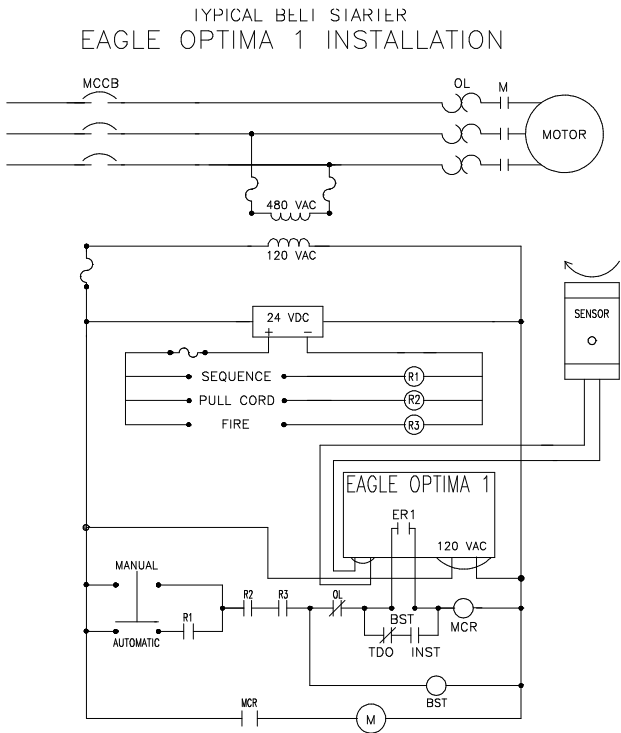 TYPICAL BELT STARTER
EAGLE OPTIMA 1 INSTALLATION
MCCB
OL
M
MOTOR
480 VAC
120 VAC
24 VDC
+ −
SENSOR
SEQUENCE
R1
PULL CORD
R2
FIRE
R3
EAGLE OPTIMA 1
ER1
120 VAC
MANUAL
R2
R3
OL
R1
AUTOMATIC
BST
MCR
TDO
INST
BST
MCR
M